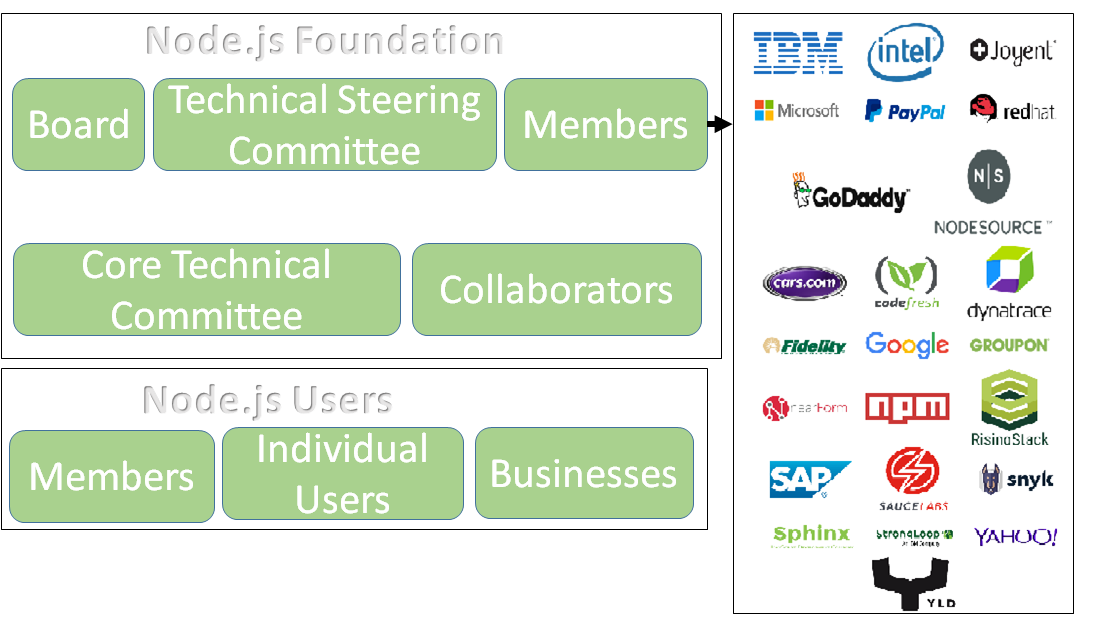 Node.js Foundation
Board
Technical Steering
Committee
Members
Core Technical
Committee
Collaborators
Node.js Users
Members
Individual
Users
Businesses
IBM
intel
Joyent
Microsoft
PayPal
redhat
GoDaddy™
N|S
NODESOURCE™
cars.com
codefresh
dynatrace
Fidelity
Google
GROUPON
nearForm
npm
RisingStack
SAP
SAUCELABS
snyk
Sphinx
StrongLoop
YAHOO!
YLD